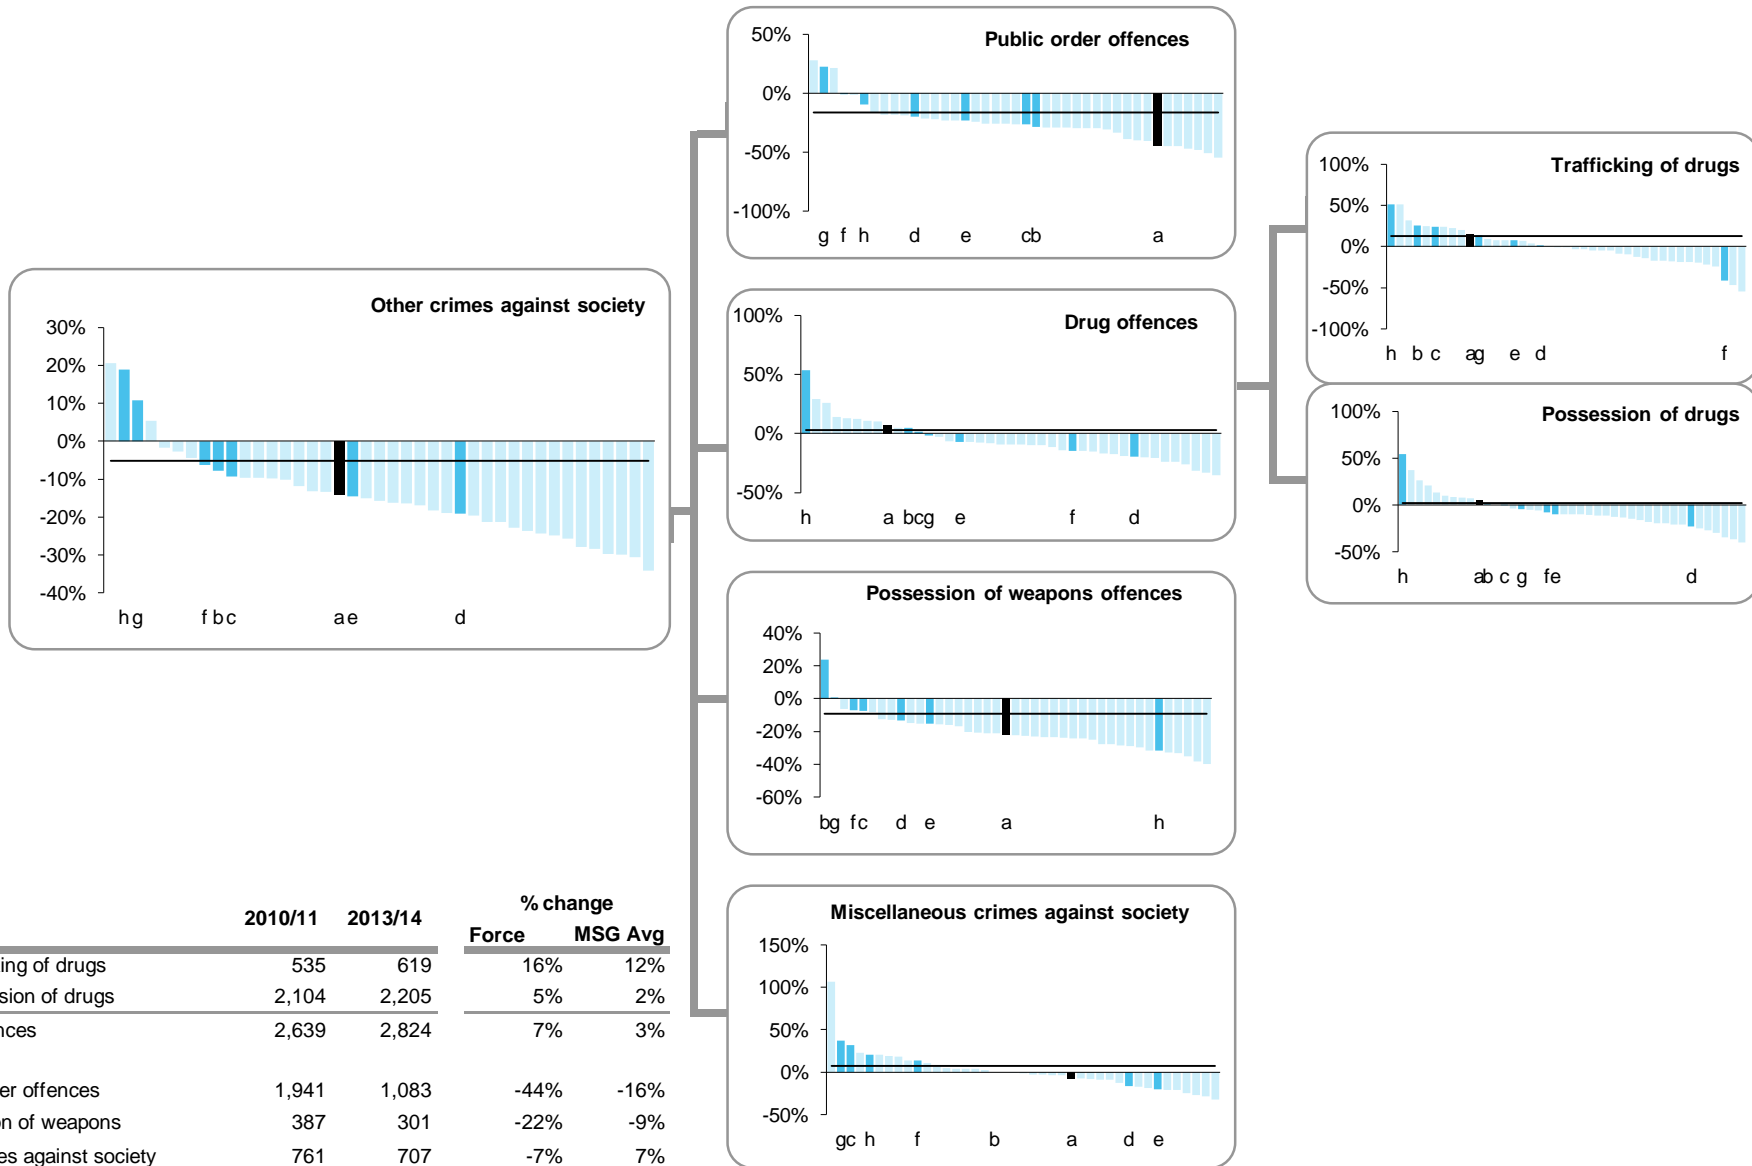 Public order offences
50%
0%
-50%
-100%
g f h d e cb a
Trafficking of drugs
100%
50%
0%
-50%
-100%
h b c ag e d f
Other crimes against society
30%
20%
10%
0%
-10%
-20%
-30%
-40%
hg f b c a e d
Drug offences
100%
50%
0%
-50%
h a bcg e f d
Possession of drugs
100%
50%
0%
-50%
h ab c g fe d
Possession of weapons offences
40%
20%
0%
-20%
-40%
-60%
bg f c d e a h
Miscellaneous crimes against society
150%
100%
50%
0%
-50%
gc h f b a d e
2010/11 2013/14 % change
Force MSG Avg
ing of drugs 535 619 16% 12%
sion of drugs 2,104 2,205 5% 2%
nces 2,639 2,824 7% 3%
er offences 1,941 1,083 -44% -16%
n of weapons 387 301 -22% -9%
es against society 761 707 -7% 7%